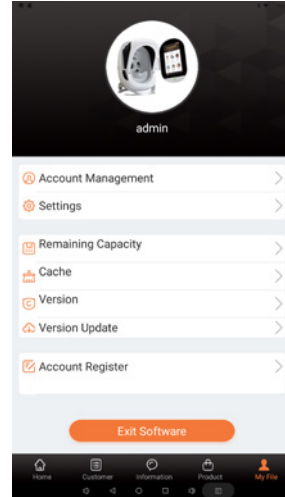 admin
Account Management
Settings
Remaining Capacity
Cache
Version
Version Update
Account Register
Exit Software
Home
Customer
Information
Product
My File